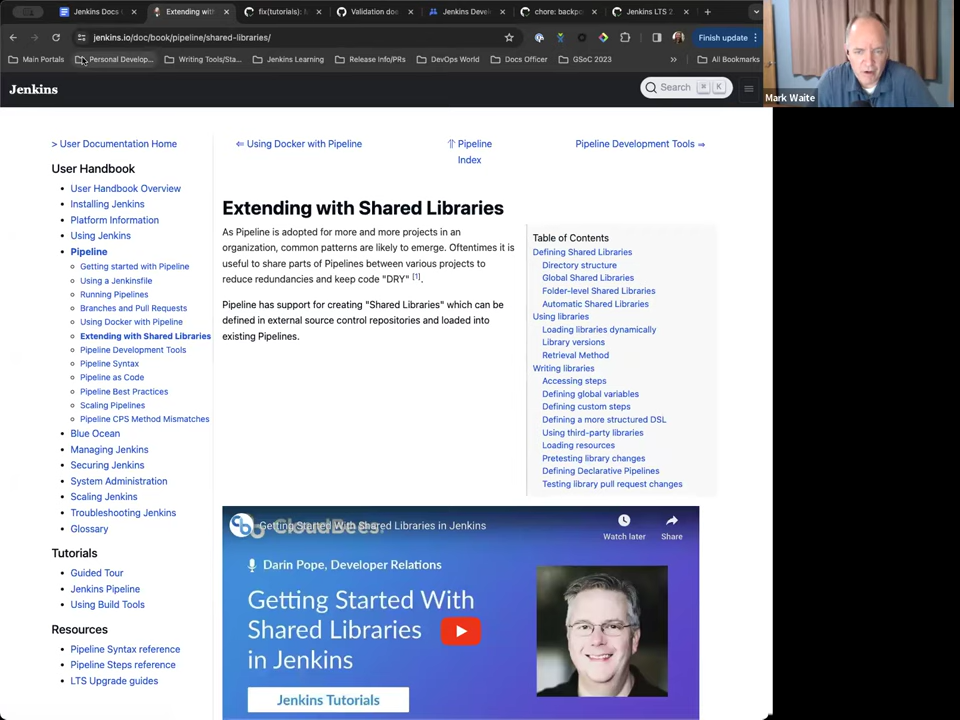 Jenkins Docs
Extending with
fix(tutorials):
Validation doc
Jenkins Deve
chore: backpo
Jenkins LTS 2.
jenkins.io/doc/book/pipeline/shared-libraries/
Finish update
Main Portals
Personal Develop...
Writing Tools/Sta...
Jenkins Learning
Release Info/PRs
DevOps World
Docs Officer
GSoC 2023
All Bookmarks
Mark Waite
Jenkins
Search ⌘ K
> User Documentation Home
⇐ Using Docker with Pipeline
⇑ Pipeline
Index
Pipeline Development Tools ⇒
User Handbook
User Handbook Overview
Installing Jenkins
Platform Information
Using Jenkins
Pipeline
Getting started with Pipeline
Using a Jenkinsfile
Running Pipelines
Branches and Pull Requests
Using Docker with Pipeline
Extending with Shared Libraries
Pipeline Development Tools
Pipeline Syntax
Pipeline as Code
Pipeline Best Practices
Scaling Pipelines
Pipeline CPS Method Mismatches
Blue Ocean
Managing Jenkins
Securing Jenkins
System Administration
Scaling Jenkins
Troubleshooting Jenkins
Glossary
Tutorials
Guided Tour
Jenkins Pipeline
Using Build Tools
Resources
Pipeline Syntax reference
Pipeline Steps reference
LTS Upgrade guides
Extending with Shared Libraries
As Pipeline is adopted for more and more projects in an
organization, common patterns are likely to emerge. Oftentimes it is
useful to share parts of Pipelines between various projects to
reduce redundancies and keep code "DRY" [1].
Pipeline has support for creating "Shared Libraries" which can be
defined in external source control repositories and loaded into
existing Pipelines.
Table of Contents
Defining Shared Libraries
Directory structure
Global Shared Libraries
Folder-level Shared Libraries
Automatic Shared Libraries
Using libraries
Loading libraries dynamically
Library versions
Retrieval Method
Writing libraries
Accessing steps
Defining global variables
Defining custom steps
Defining a more structured DSL
Using third-party libraries
Loading resources
Pretesting library changes
Defining Declarative Pipelines
Testing library pull request changes
Getting Started With Shared Libraries in Jenkins
CloudBees
Watch later
Share
Darin Pope, Developer Relations
Getting Started With
Shared Libraries
in Jenkins
Jenkins Tutorials